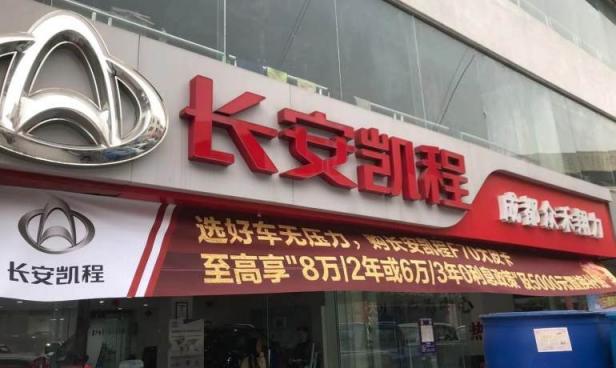 长安凯程
成都众禾勠力
长安凯程
选好车无压力，购长安凯程F70大皮卡
至高享"8万/2年或6万/3年0利息政策"